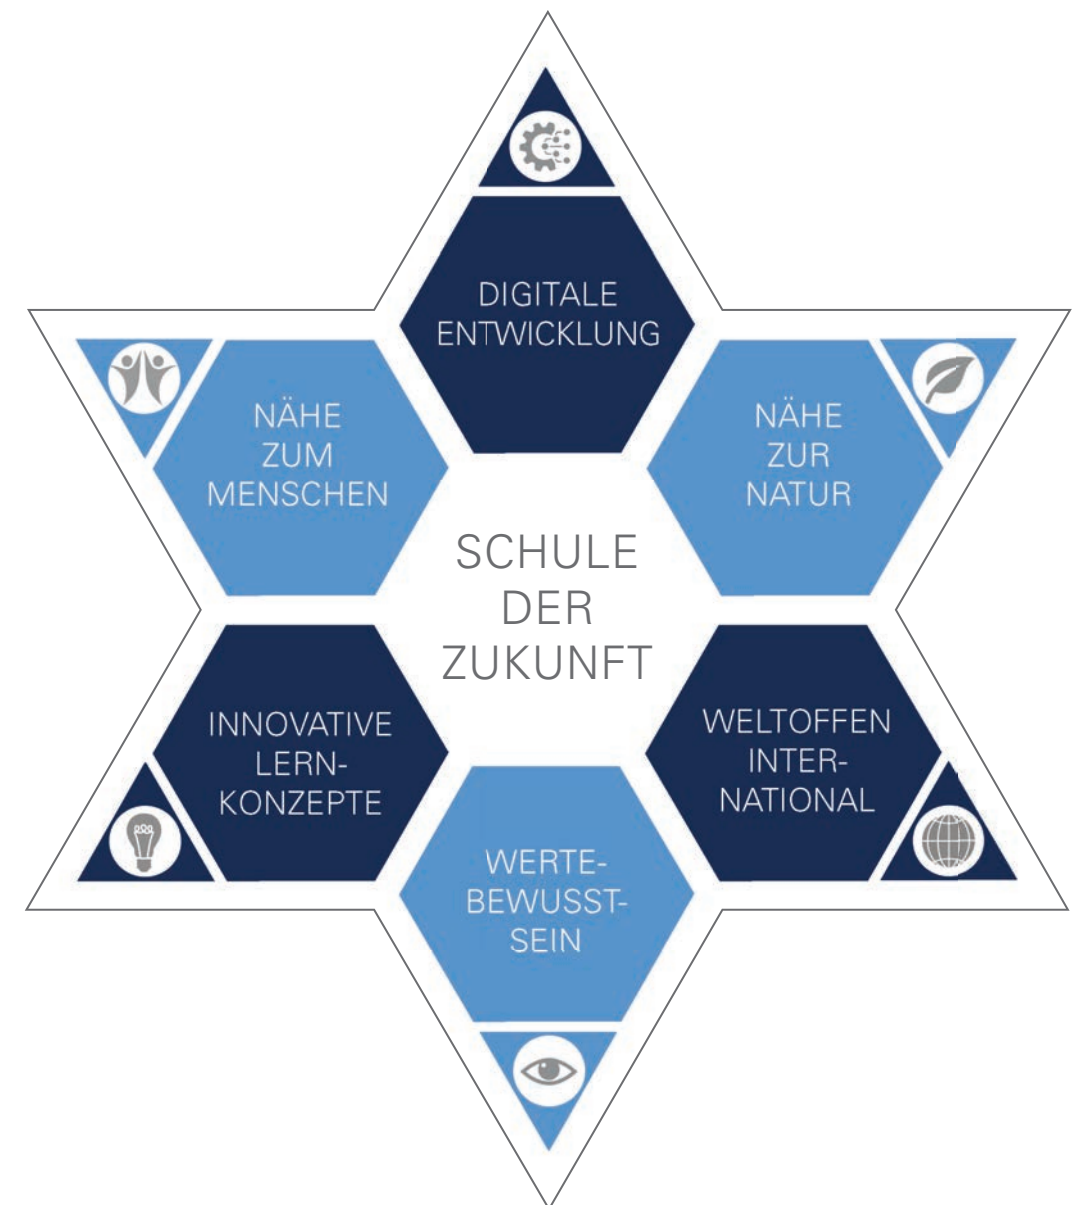 DIGITALE
ENTWICKLUNG
NÄHE
ZUM
MENSCHEN
NÄHE
ZUR
NATUR
SCHULE
DER
ZUKUNFT
INNOVATIVE
LERN-
KONZEPTE
WELTOFFEN
INTER-
NATIONAL
WERTE-
BEWUSST-
SEIN